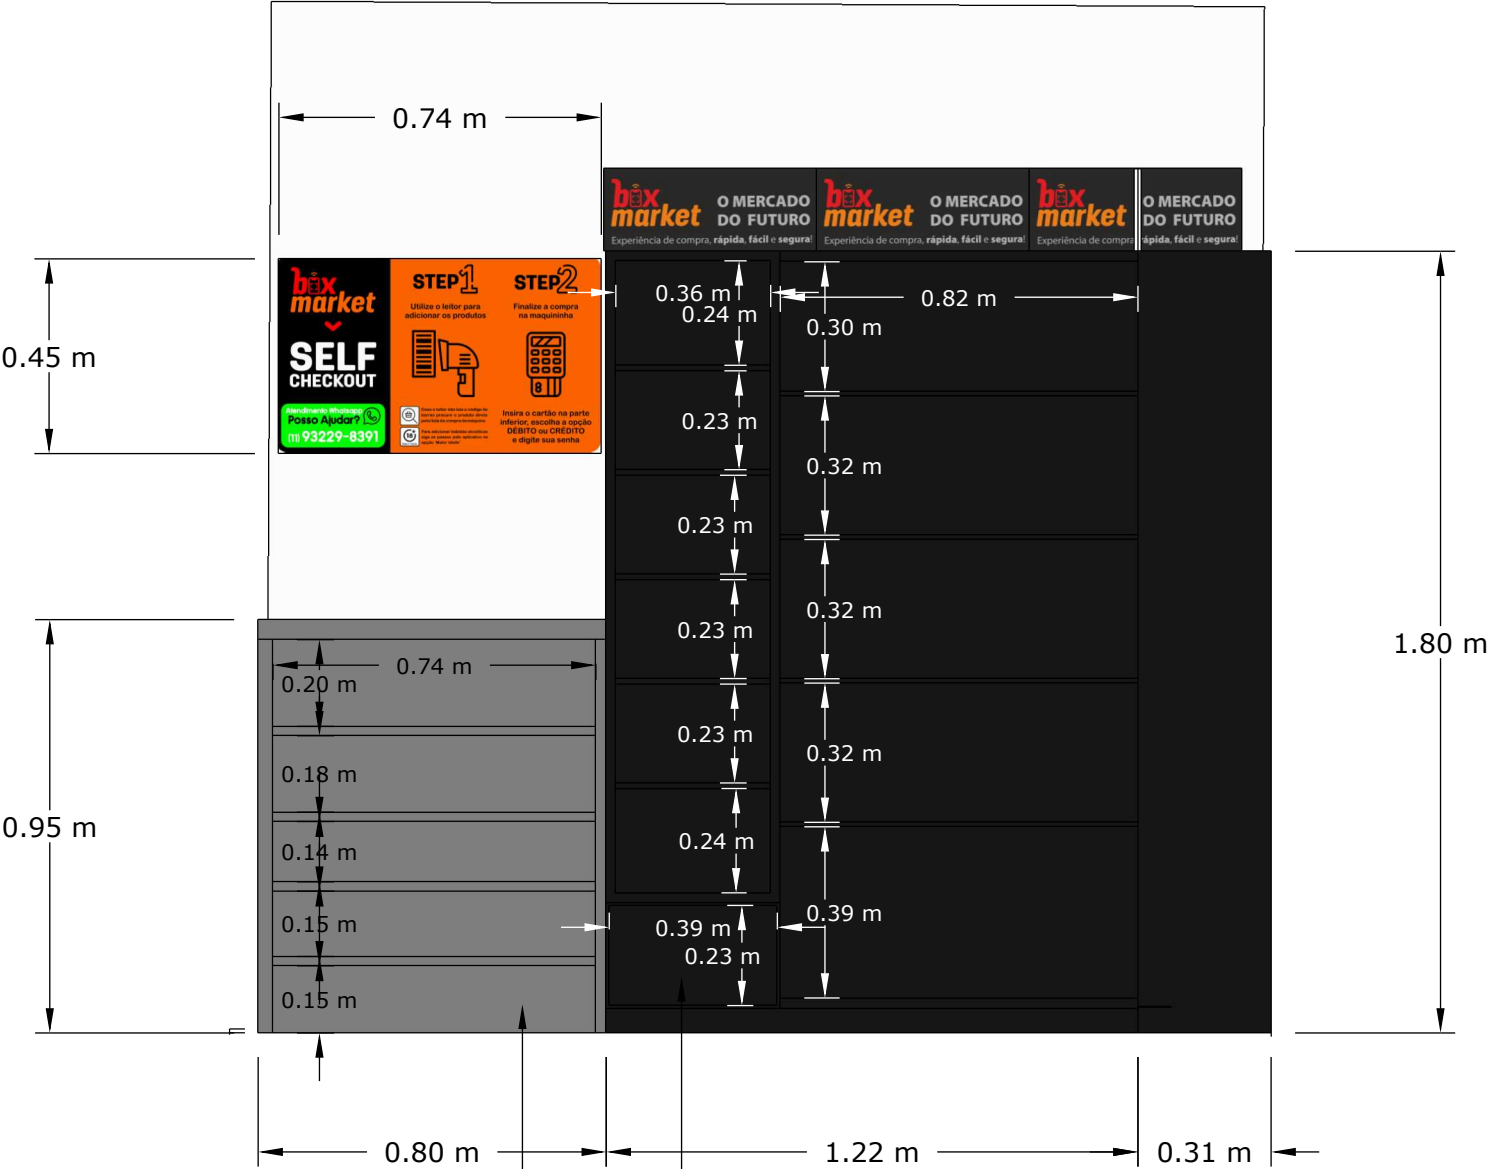 0.74 m
box
market
O MERCADO
DO FUTURO
Experiência de compra, rápida, fácil e segura!
box
market
O MERCADO
DO FUTURO
Experiência de compra, rápida, fácil e segura!
box
market
Experiência de compra
O MERCADO
DO FUTURO
rápida, fácil e segura!
0.45 m
box
market
SELF
CHECKOUT
Atendimento Whatsapp
Posso Ajudar?
(11) 93229-8391
STEP1
Utilize o leitor para
adicionar os produtos
STEP2
Finalize a compra
na maquininha
8
18
Insira o cartão na parte
inferior, escolha a opção
DÉBITO ou CRÉDITO
e digite sua senha
0.36 m
0.24 m
0.23 m
0.23 m
0.23 m
0.23 m
0.24 m
0.39 m
0.23 m
0.82 m
0.30 m
0.32 m
0.32 m
0.32 m
0.39 m
1.80 m
0.95 m
0.74 m
0.20 m
0.18 m
0.14 m
0.15 m
0.15 m
0.80 m
1.22 m
0.31 m